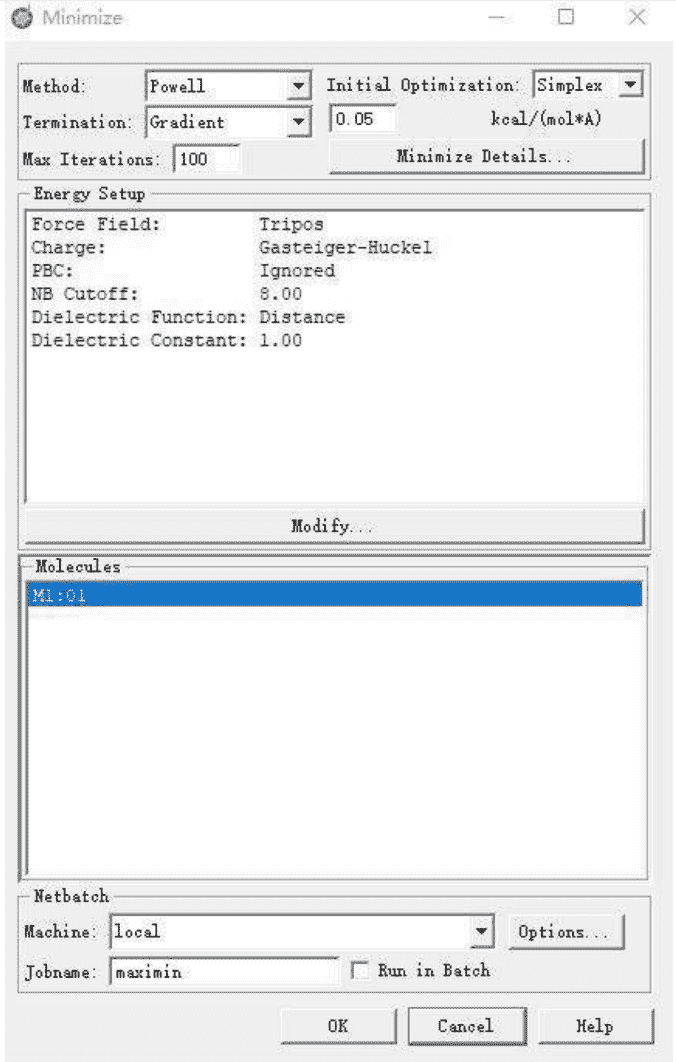 Minimize
Method: Powell Initial Optimization: Simplex
Termination: Gradient 0.05 kcal/(mol*A)
Max Iterations: 100 Minimize Details...
Energy Setup
Force Field: Tripos
Charge: Gasteiger-Huckel
PBC: Ignored
NB Cutoff: 8.00
Dielectric Function: Distance
Dielectric Constant: 1.00
Modify...
Molecules
M1:01
Netbatch
Machine: local Options...
Jobname: maximin Run in Batch
OK Cancel Help